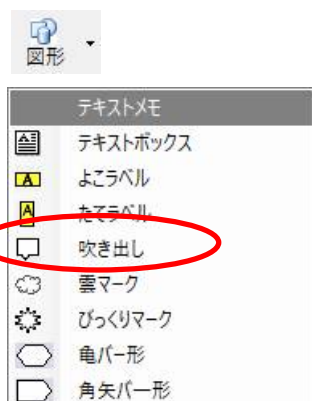 図形
テキストメモ
テキストボックス
A よこラベル
A たてラベル
吹き出し
雲マーク
びっくりマーク
亀バー形
角矢バー形